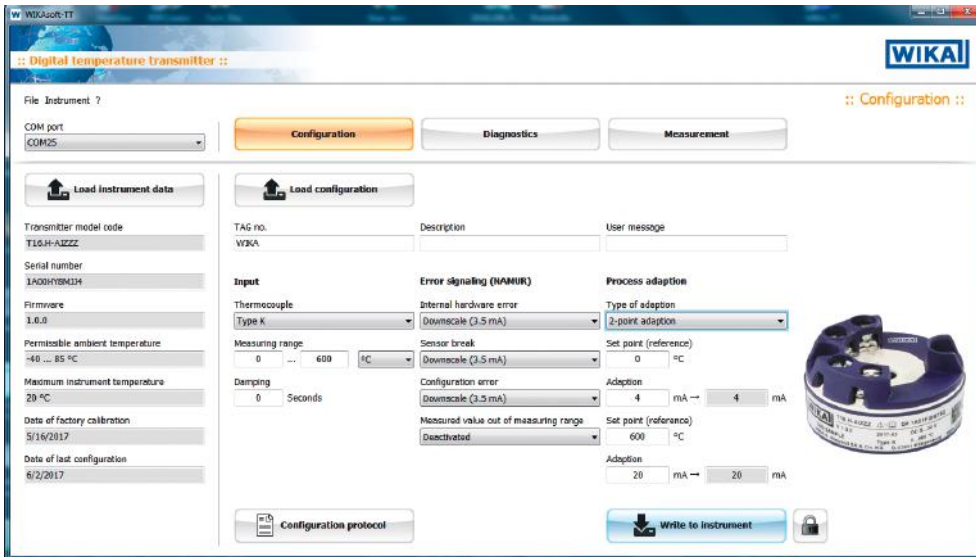 WIKAsoft-TT
:: Digital temperature transmitter ::
WIKA
File Instrument ?
:: Configuration ::
COM port
COM25
Configuration
Diagnostics
Measurement
Load instrument data
Load configuration
Transmitter model code
T16.H-AIZZZ
TAG no.
WIKA
Description
User message
Serial number
Firmware
1.0.0
Permissible ambient temperature
-40 ... 85 °C
Maximum instrument temperature
20 °C
Date of factory calibration
5/16/2017
Date of last configuration
6/2/2017
Input
Thermocouple
Type K
Measuring range
0 ... 600 °C
Damping
0 Seconds
Error signaling (NAMUR)
Internal hardware error
Downscale (3.5 mA)
Sensor break
Downscale (3.5 mA)
Configuration error
Downscale (3.5 mA)
Measured value out of measuring range
Deactivated
Process adaption
Type of adaption
2-point adaption
Set point (reference)
0 °C
Adaption
4 mA → 4 mA
Set point (reference)
600 °C
Adaption
20 mA → 20 mA
WIKA
Configuration protocol
Write to instrument